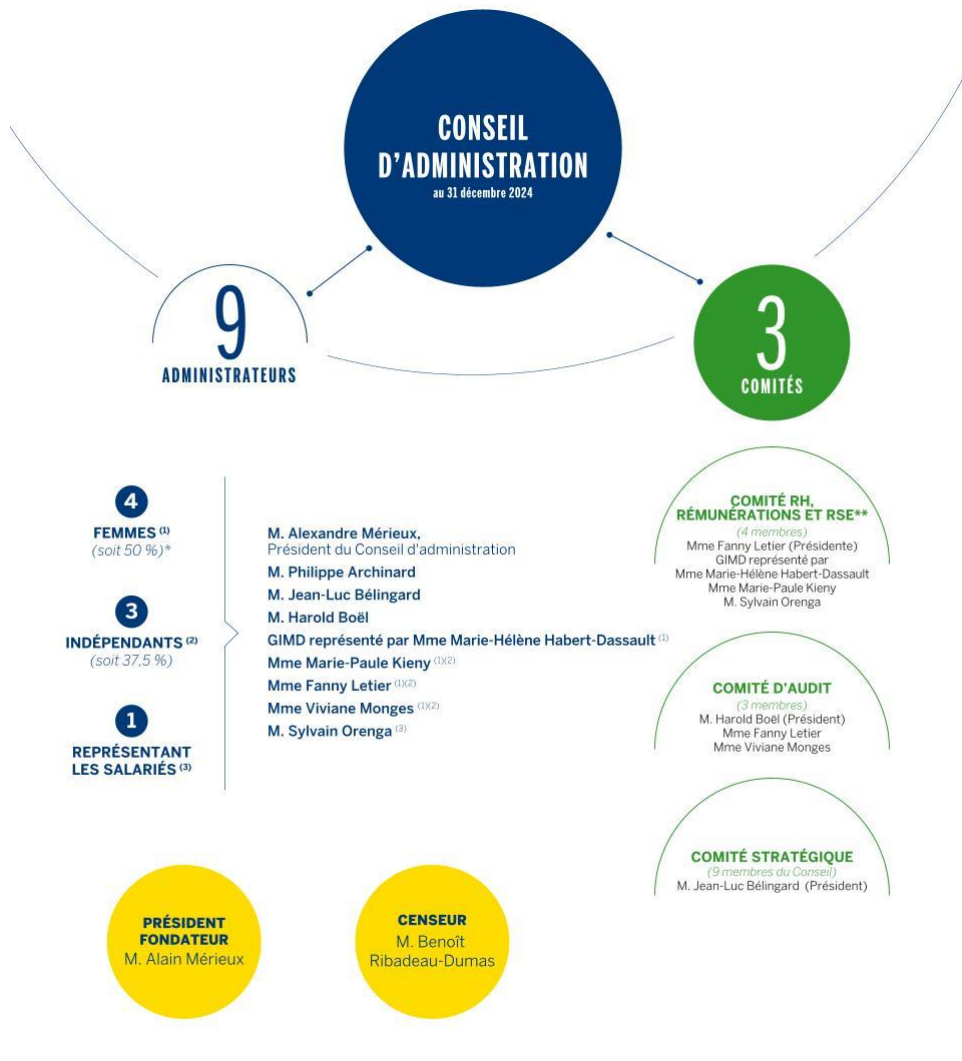 CONSEIL
D'ADMINISTRATION
au 31 décembre 2024
9
ADMINISTRATEURS
3
COMITÉS
4
FEMMES (1)
(soit 50 %)*
3
INDÉPENDANTS (2)
(soit 37,5 %)
1
REPRÉSENTANT
LES SALARIÉS (3)
M. Alexandre Mérieux,
Président du Conseil d'administration
M. Philippe Archinard
M. Jean-Luc Bélingard
M. Harold Boël
GIMD représenté par Mme Marie-Hélène Habert-Dassault (1)
Mme Marie-Paule Kieny (1)(2)
Mme Fanny Letier (1)(2)
Mme Viviane Monges (1)(2)
M. Sylvain Orenga (3)
COMITÉ RH,
RÉMUNÉRATIONS ET RSE**
(4 membres)
Mme Fanny Letier (Présidente)
GIMD représenté par
Mme Marie-Hélène Habert-Dassault
Mme Marie-Paule Kieny
M. Sylvain Orenga
COMITÉ D'AUDIT
(3 membres)
M. Harold Boël (Président)
Mme Fanny Letier
Mme Viviane Monges
COMITÉ STRATÉGIQUE
(9 membres du Conseil)
M. Jean-Luc Bélingard (Président)
PRÉSIDENT
FONDATEUR
M. Alain Mérieux
CENSEUR
M. Benoît
Ribadeau-Dumas